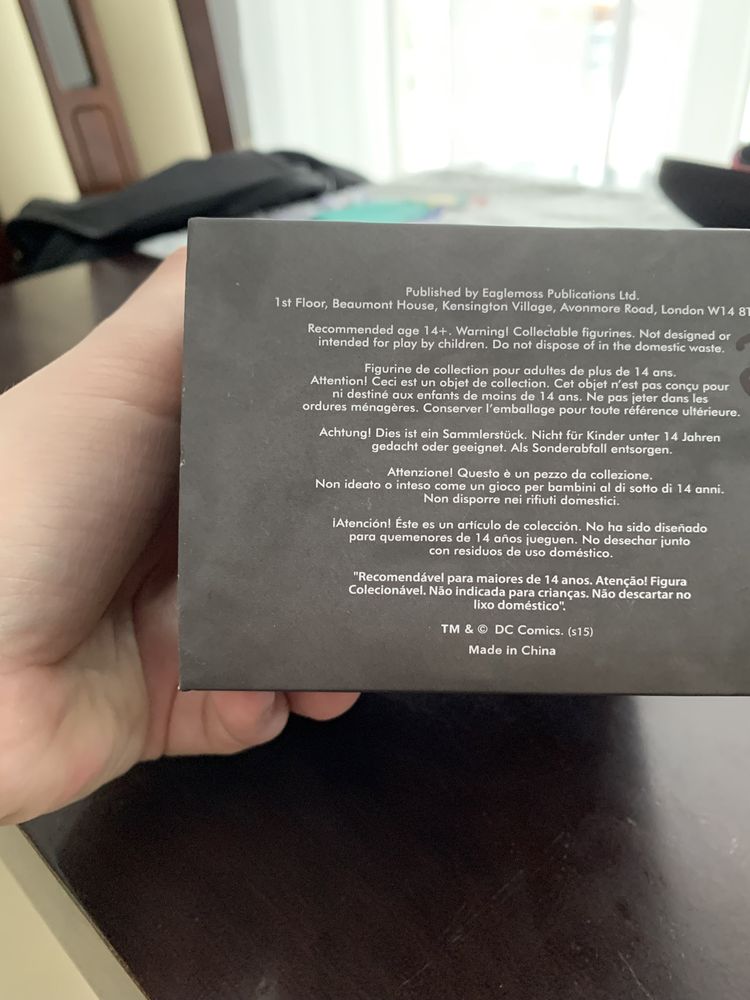 Published by Eaglemoss Publications Ltd.
1st Floor, Beaumont House, Kensington Village, Avonmore Road, London W14 8T
Recommended age 14+. Warning! Collectable figurines. Not designed or
intended for play by children. Do not dispose of in the domestic waste.
Figurine de collection pour adultes de plus de 14 ans.
Attention! Ceci est un objet de collection. Cet objet n'est pas conçu pour
ni destiné aux enfants de moins de 14 ans. Ne pas jeter dans les
ordures ménagères. Conserver l'emballage pour toute référence ultérieure.
Achtung! Dies ist ein Sammlerstück. Nicht für Kinder unter 14 Jahren
gedacht oder geeignet. Als Sonderabfall entsorgen.
Attenzione! Questo è un pezzo da collezione.
Non ideato o inteso come un gioco per bambini al di sotto di 14 anni.
Non disporre nei rifiuti domestici.
¡Atención! Éste es un artículo de colección. No ha sido diseñado
para quemenores de 14 años jueguen. No desechar junto
con residuos de uso doméstico.
"Recomendável para maiores de 14 anos. Atenção! Figura
Colecionável. Não indicada para crianças. Não descartar no
lixo doméstico".
TM & © DC Comics. (s15)
Made in China